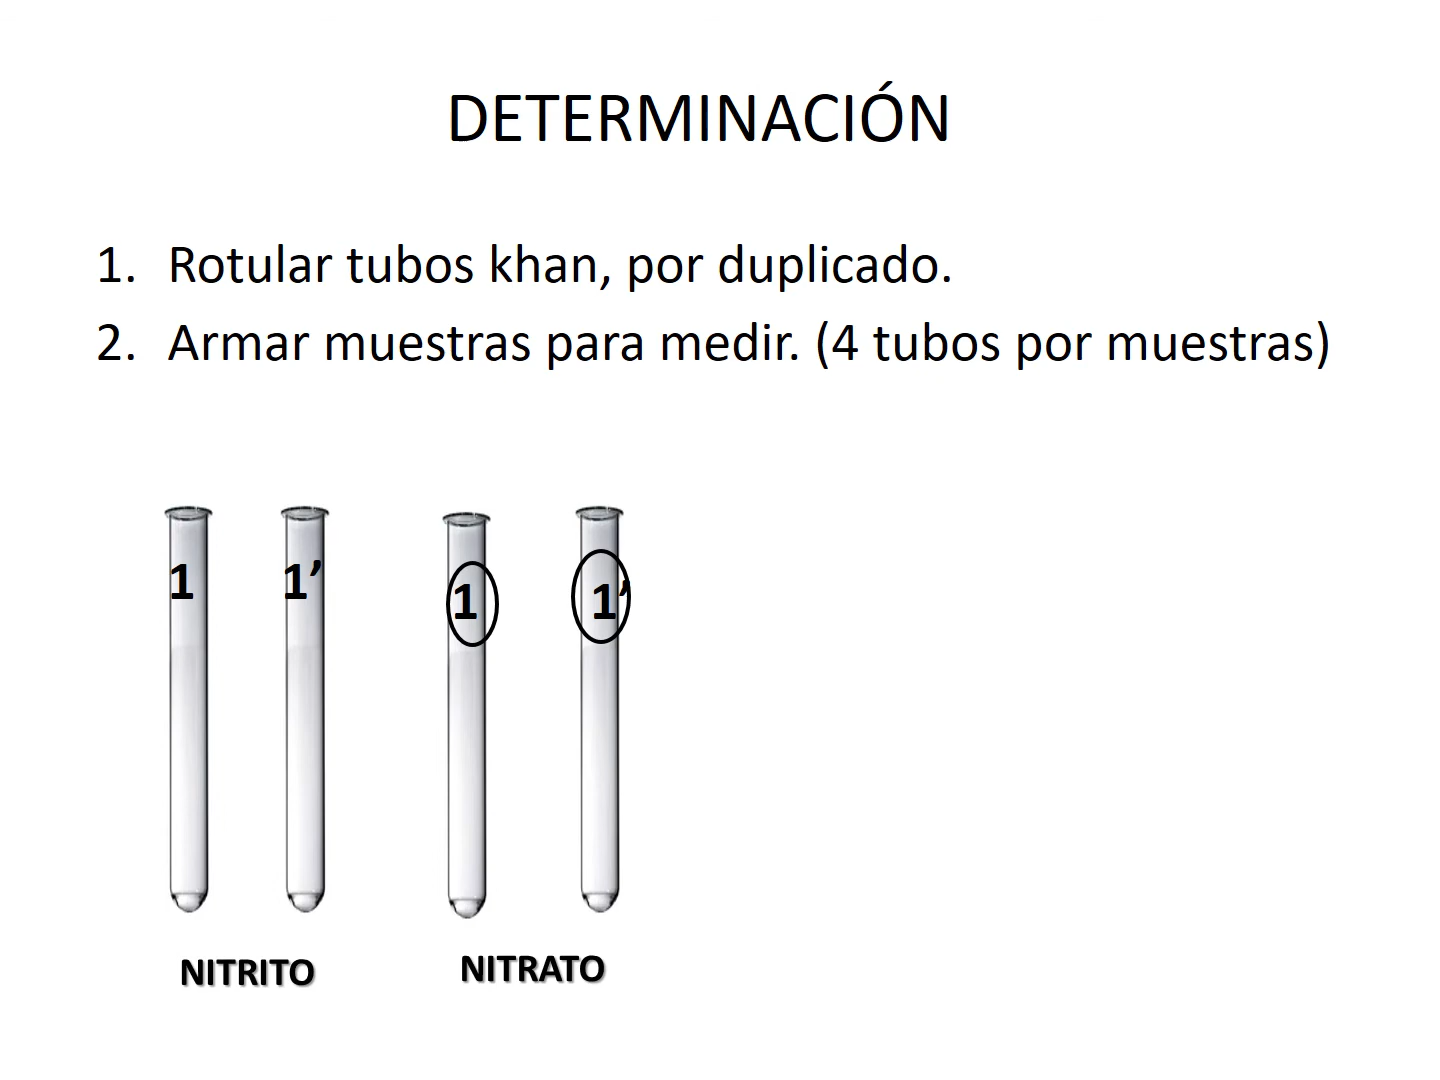 DETERMINACIÓN
1. Rotular tubos khan, por duplicado.
2. Armar muestras para medir. (4 tubos por muestras)
1 1’ 1 1’
NITRITO NITRATO